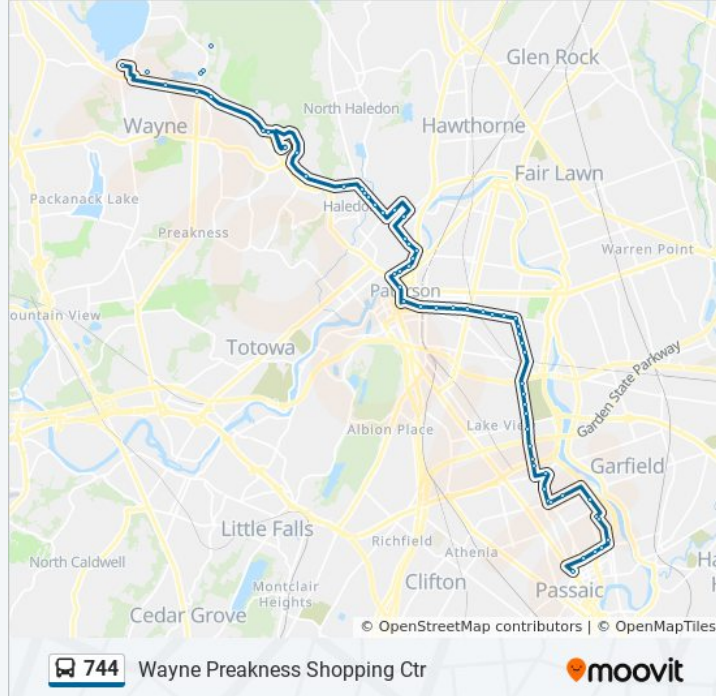 Glen Rock
North Haledon
Wayne
Hawthorne
Fair Lawn
Packanack Lake
Haledon
Preakness
Warren Point
Paterson
ountain View
Totowa
Garden State Parkway
Albion Place
Lake View
Garfield
Little Falls
Richfield
Athenia
North Caldwell
Ha
Montclair
Heights
Clifton
Passaic
H
Cedar Grove
© OpenStreetMap contributors | © OpenMapTiles
744 Wayne Preakness Shopping Ctr
moovit